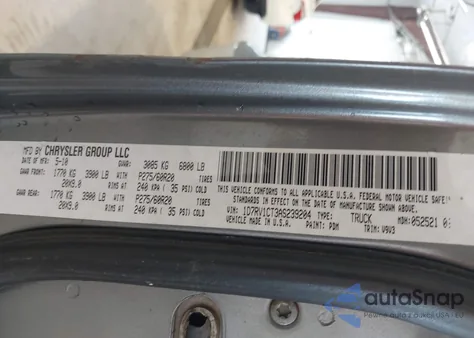 MFD BY CHRYSLER GROUP LLC
DATE OF MFR: 5-10 GVWR: 3085 KG 6800 LB
GAWR FRONT: 1770 KG 3900 LB WITH P275/60R20 TIRES
20X9.0 RIMS AT 240 KPA ( 35 PSI) COLD
GAWR REAR: 1770 KG 3900 LB WITH P275/60R20 TIRES
20X9.0 RIMS AT 240 KPA ( 35 PSI) COLD
THIS VEHICLE CONFORMS TO ALL APPLICABLE U.S.A. FEDERAL MOTOR VEHICLE
SAFETY STANDARDS IN EFFECT ON THE DATE OF MANUFACTURE SHOWN ABOVE.
VIN: 1D7RV1CT3AS239204 TYPE: TRUCK MDH: 052521
VEHICLE MADE IN U.S.A. PAINT: PDM TRIM: V9V3
autoSnap